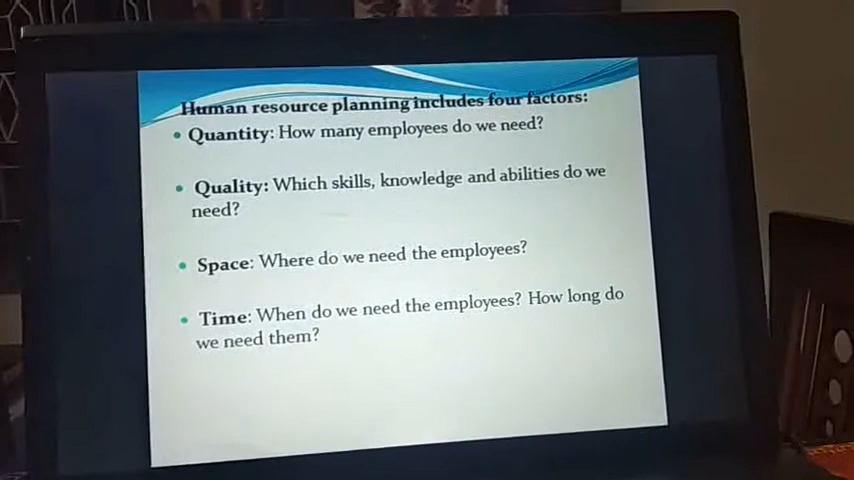 Human resource planning includes four factors:
• Quantity: How many employees do we need?
• Quality: Which skills, knowledge and abilities do we
need?
• Space: Where do we need the employees?
• Time: When do we need the employees? How long do
we need them?